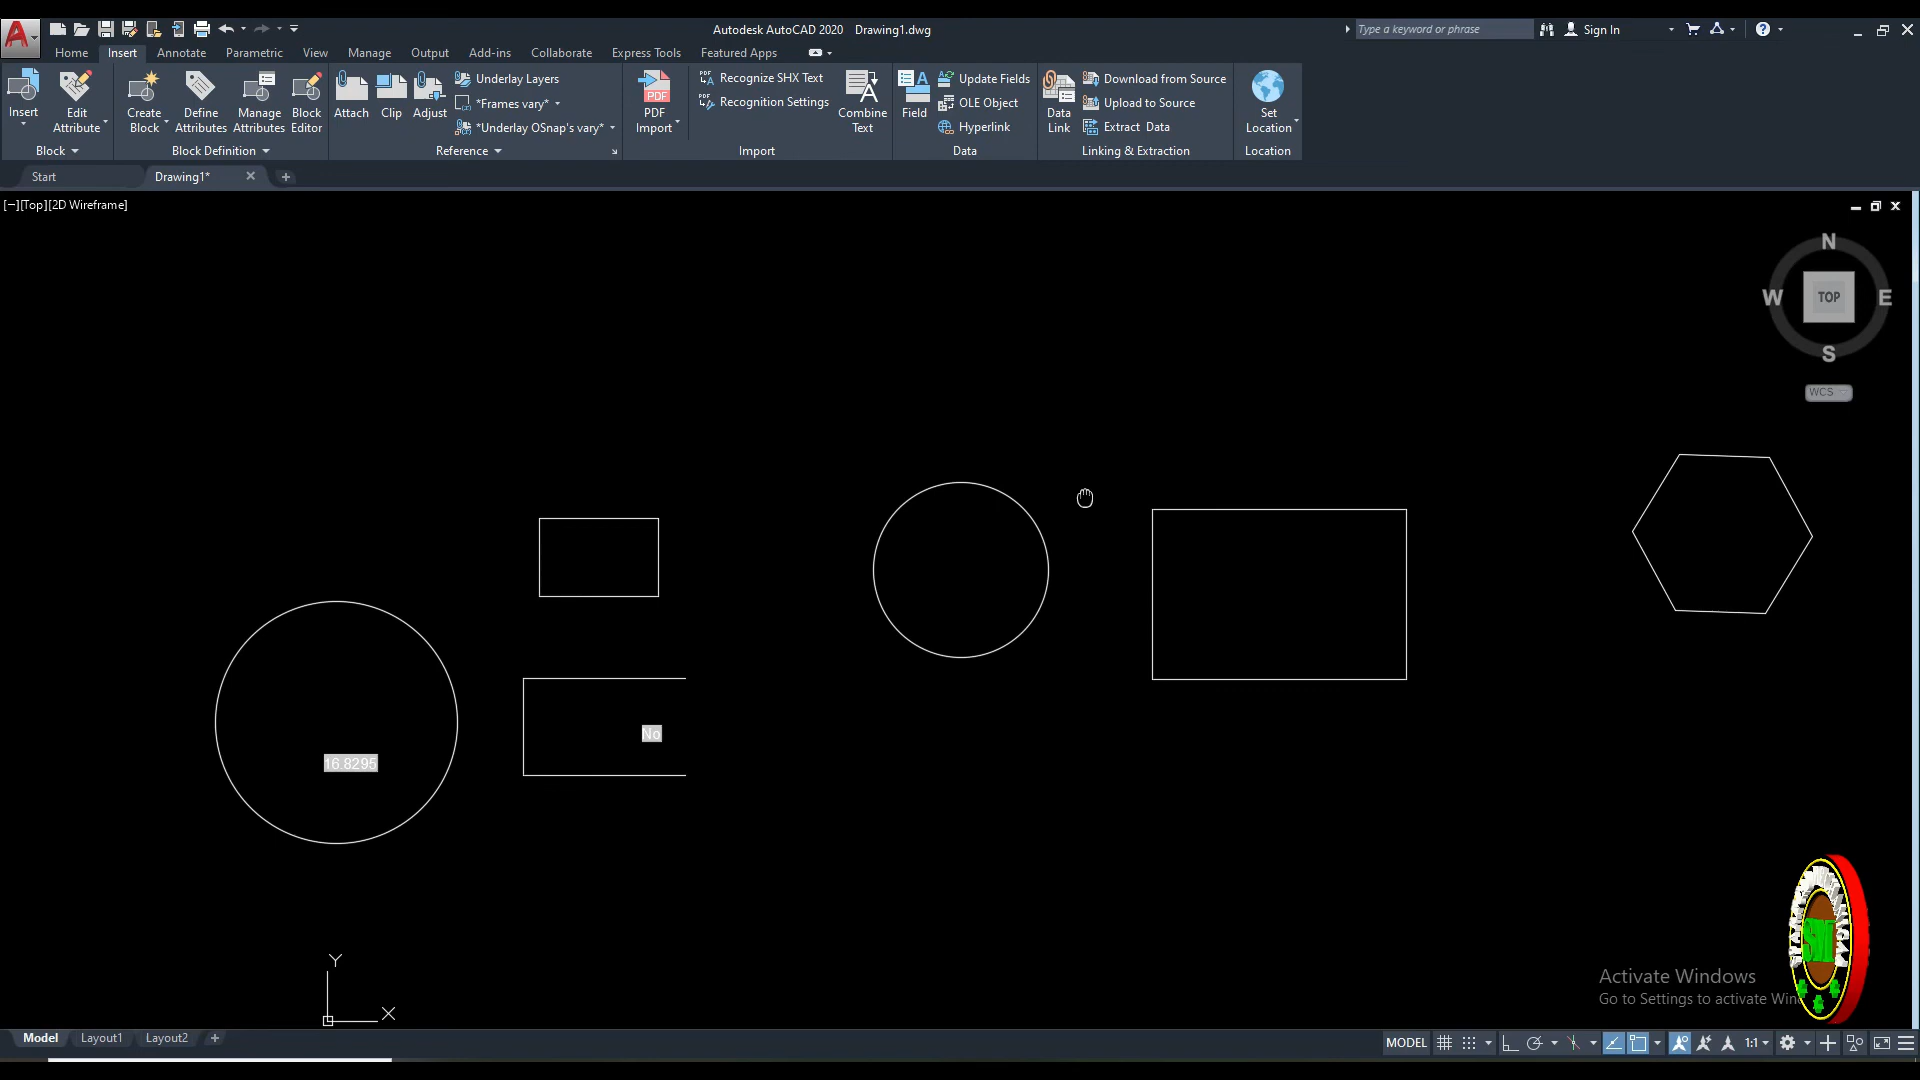 Autodesk AutoCAD 2020 Drawing1.dwg
Type a keyword or phrase
Sign In
Home Insert Annotate Parametric View Manage Output Add-ins Collaborate Express Tools Featured Apps
Insert
Edit
Attribute
Create
Block
Define
Attributes
Manage
Attributes
Block
Editor
Attach
Clip
Adjust
Underlay Layers
*Frames vary*
*Underlay OSnap's vary*
PDF
PDF
Import
Recognize SHX Text
Recognition Settings
Combine
Text
Field
Update Fields
OLE Object
Hyperlink
Data
Link
Download from Source
Upload to Source
Extract Data
Set
Location
Block
Block Definition
Reference
Import
Data
Linking & Extraction
Location
Start
Drawing1*
[−][Top][2D Wireframe]
N
W
TOP
E
S
WCS
No
16.8295
Y
X
Activate Windows
Go to Settings to activate Win
Model
Layout1
Layout2
MODEL
1:1